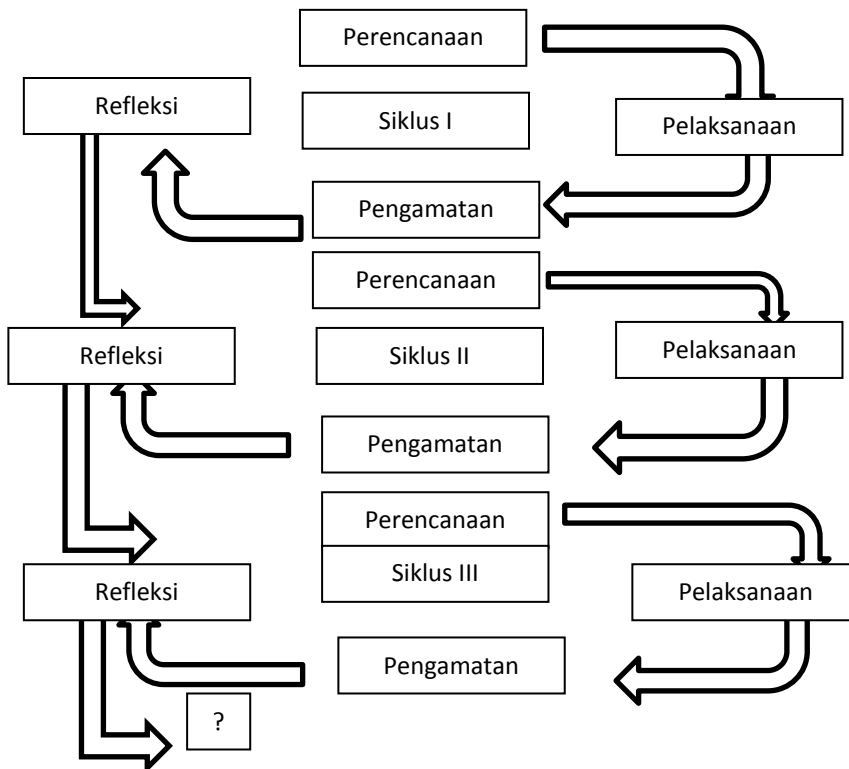 Perencanaan
Refleksi
Siklus I
Pelaksanaan
Pengamatan
Perencanaan
Refleksi
Siklus II
Pelaksanaan
Pengamatan
Perencanaan
Siklus III
Refleksi
Pelaksanaan
Pengamatan
?